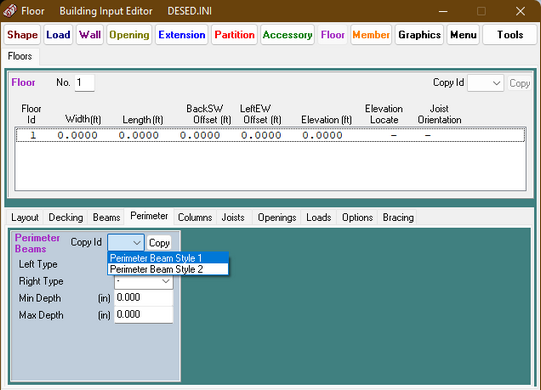 Floor Building Input Editor DESED.INI
Shape Load Wall Opening Extension Partition Accessory Floor Member Graphics Menu Tools
Floors
Floor No. 1 Copy Id Copy
Floor Id Width(ft) Length(ft) BackSW Offset (ft) LeftEW Offset (ft) Elevation (ft) Elevation Locate Joist Orientation
1 0.0000 0.0000 0.0000 0.0000 0.0000 - -
Layout Decking Beams Perimeter Columns Joists Openings Loads Options Bracing
Perimeter Beams Copy Id Copy
Perimeter Beam Style 1
Left Type Perimeter Beam Style 2
Right Type -
Min Depth (in) 0.000
Max Depth (in) 0.000